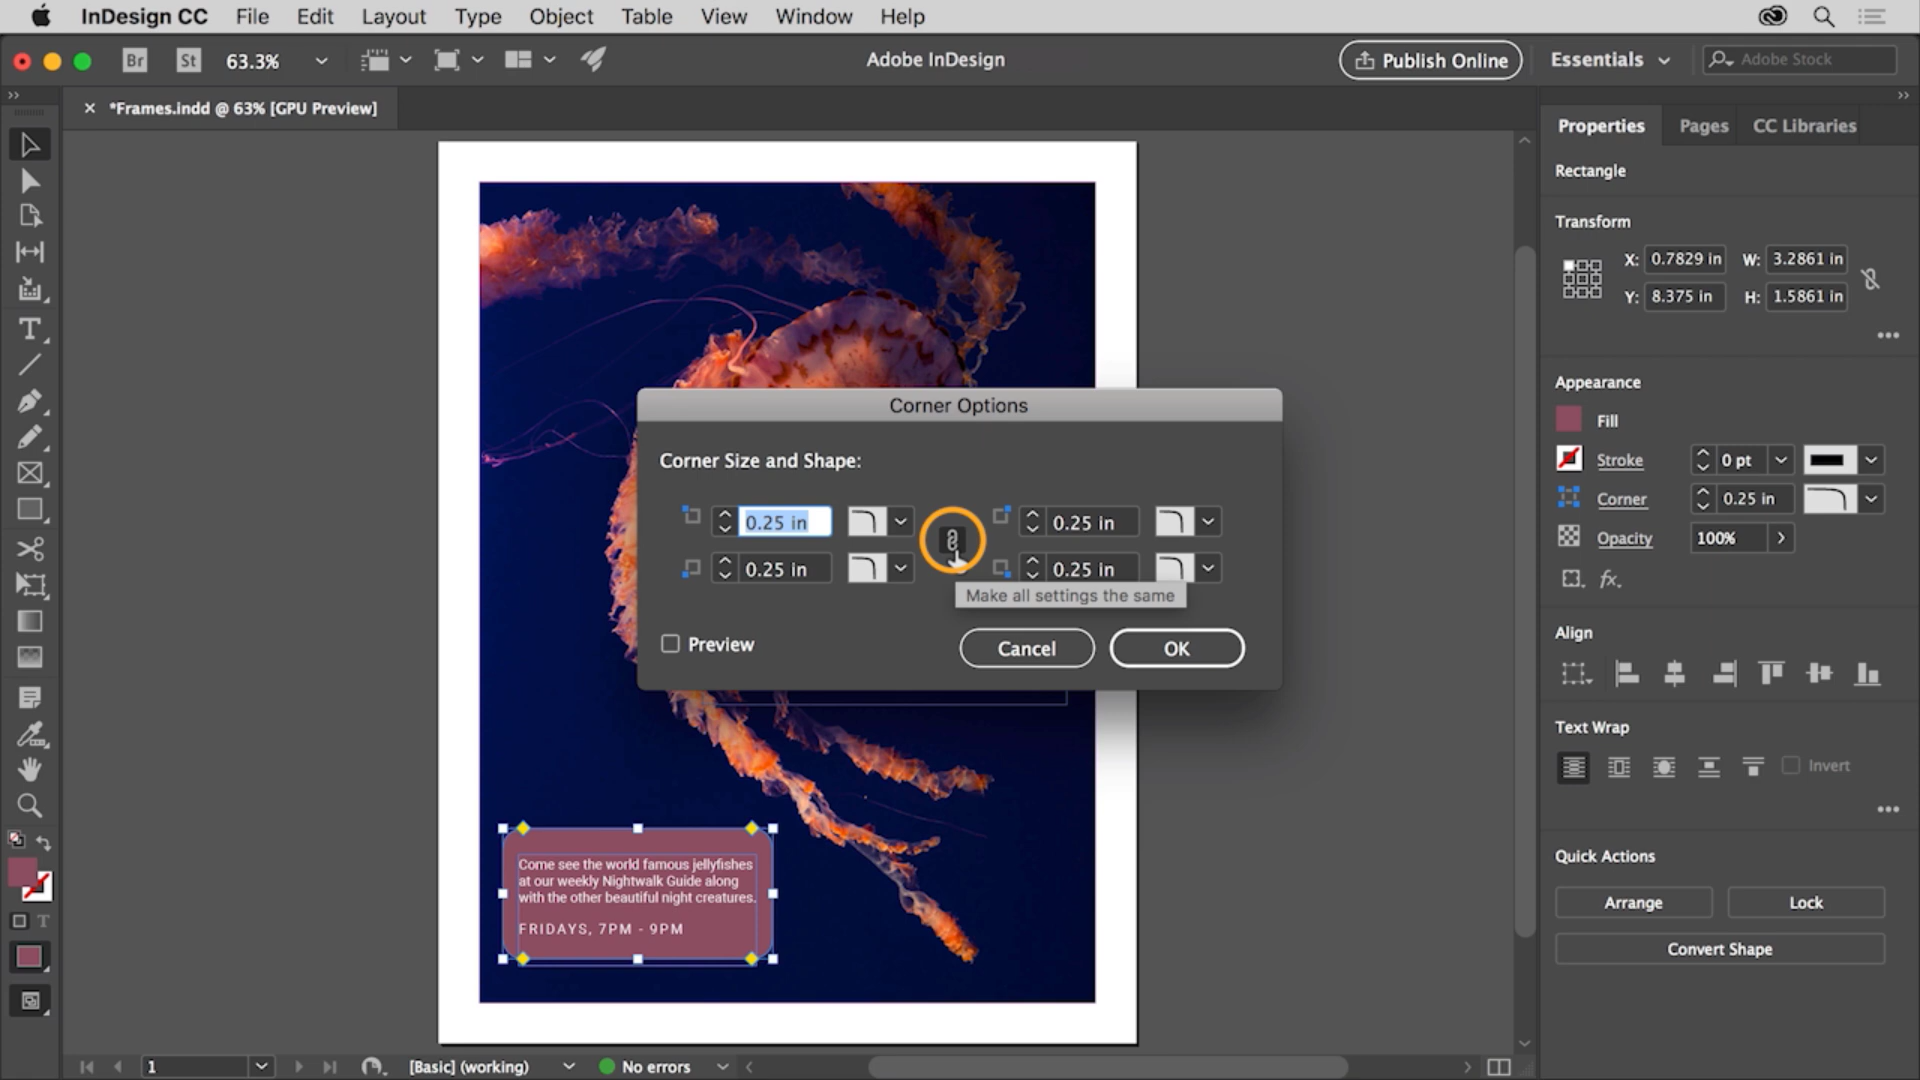 InDesign CC File Edit Layout Type Object Table View Window Help
Br St 63.3% Adobe InDesign Publish Online Essentials Adobe Stock
*Frames.indd @ 63% [GPU Preview]
Properties Pages CC Libraries
Rectangle
Transform
X: 0.7829 in W: 3.2861 in
Y: 8.375 in H: 1.5861 in
Appearance
Fill
Stroke 0 pt
Corner 0.25 in
Opacity 100%
fx.
Align
Text Wrap
Invert
Quick Actions
Arrange Lock
Convert Shape
Corner Options
Corner Size and Shape:
0.25 in 0.25 in
0.25 in 0.25 in
Make all settings the same
Preview Cancel OK
Come see the world famous jellyfishes
at our weekly Nightwalk Guide along
with the other beautiful night creatures.
FRIDAYS, 7PM - 9PM
1 [Basic] (working) No errors